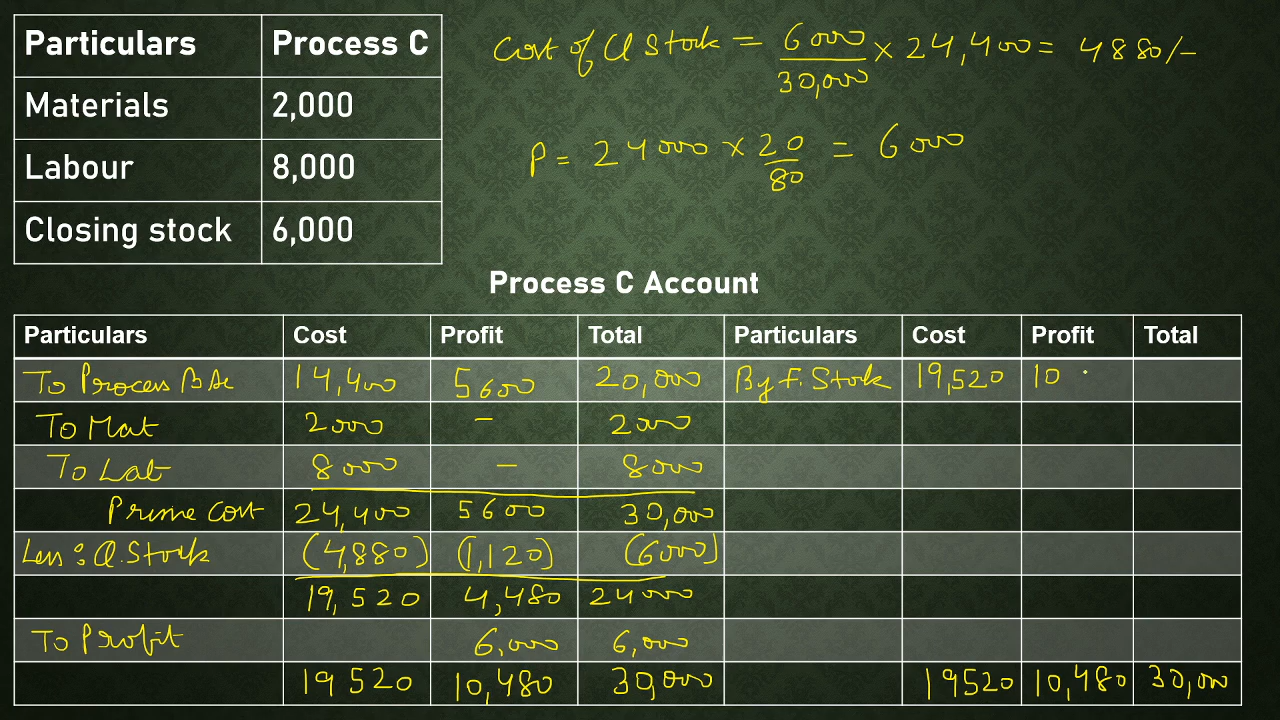 Particulars Process C
Materials 2,000
Labour 8,000
Closing stock 6,000
Cost of Cl Stock = 6000/30,000 × 24,400 = 4880/-
P = 24000 × 20/80 = 6000
Process C Account
Particulars Cost Profit Total Particulars Cost Profit Total
To Process B A/c 14,400 5600 20,000 By F. Stock 19,520 10
To Mat 2000 - 2000
To Lab 8000 - 8000
Prime Cost 24,400 5600 30,000
Less: Cl. Stock (4,880) (1,120) (6000)
19,520 4,480 24000
To Profit 6,000 6,000
19520 10,480 30,000 19520 10,480 30,000